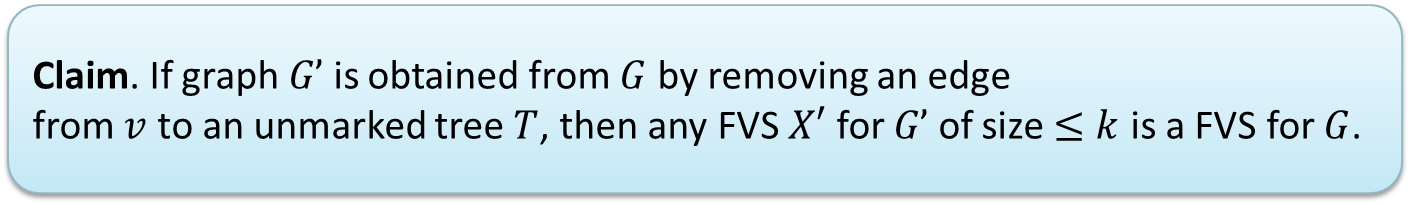 Claim. If graph G’ is obtained from G by removing an edge
from v to an unmarked tree T, then any FVS X′ for G’ of size ≤ k is a FVS for G.